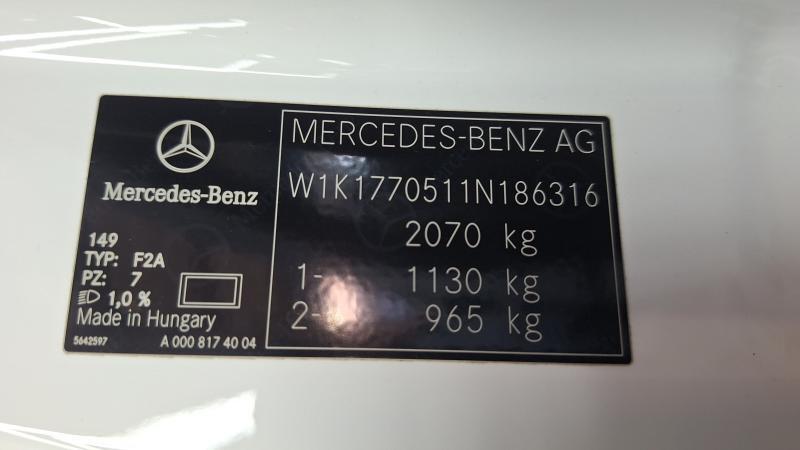 Mercedes-Benz
149
TYP: F2A
PZ: 7
1,0 %
Made in Hungary
5642597 A 000 817 40 04
MERCEDES-BENZ AG
W1K1770511N186316
2070 kg
1- 1130 kg
2- 965 kg